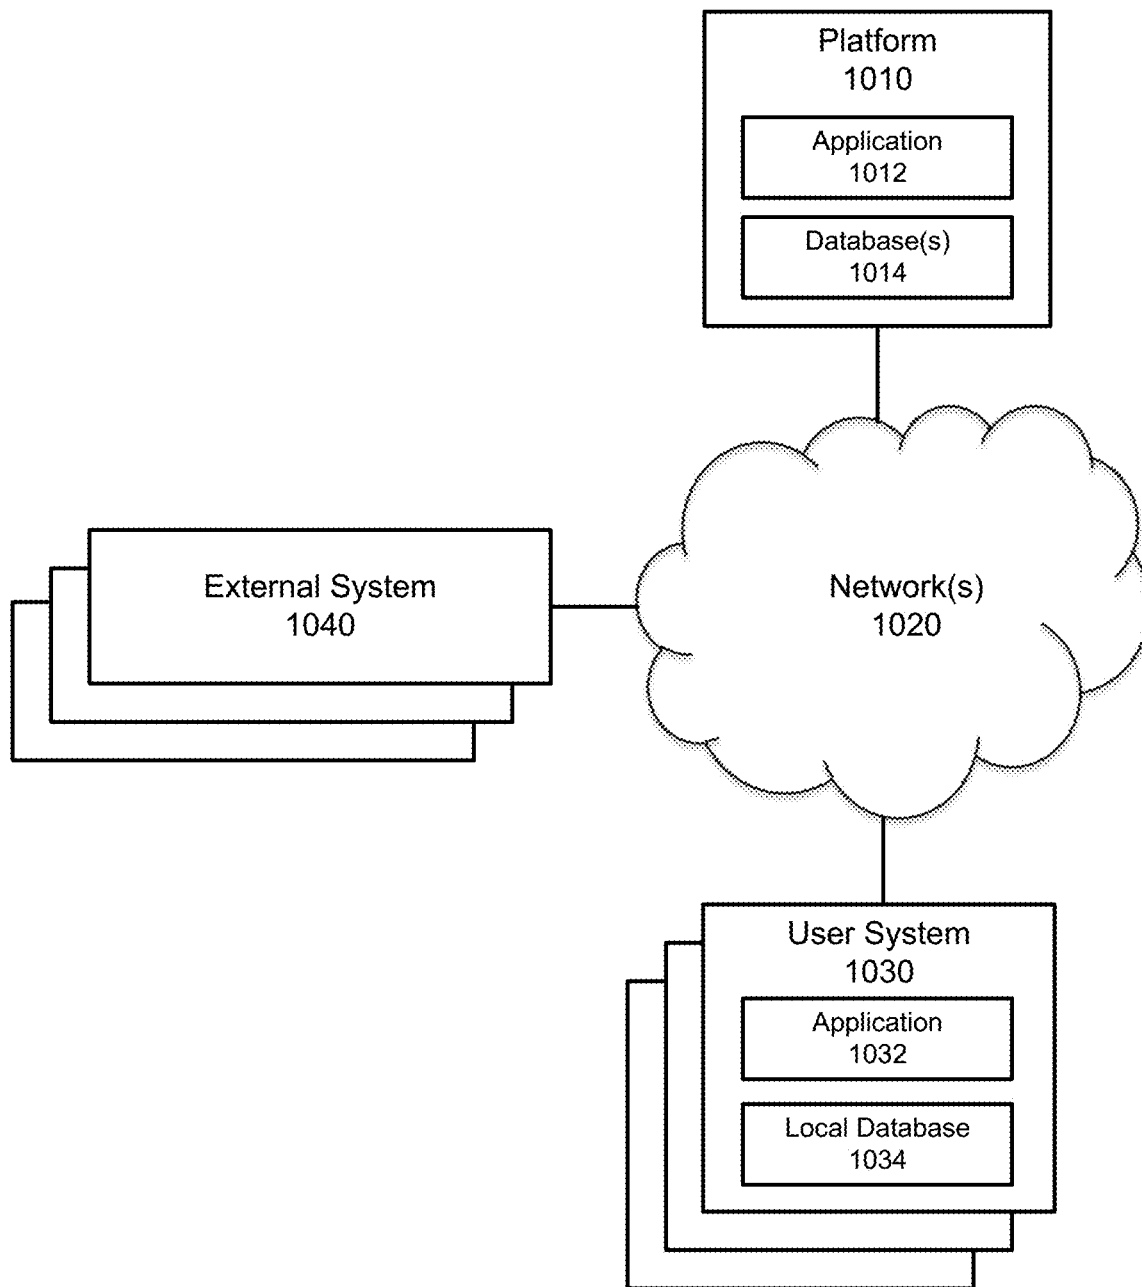 Platform
1010
Application
1012
Database(s)
1014
External System
1040
Network(s)
1020
User System
1030
Application
1032
Local Database
1034